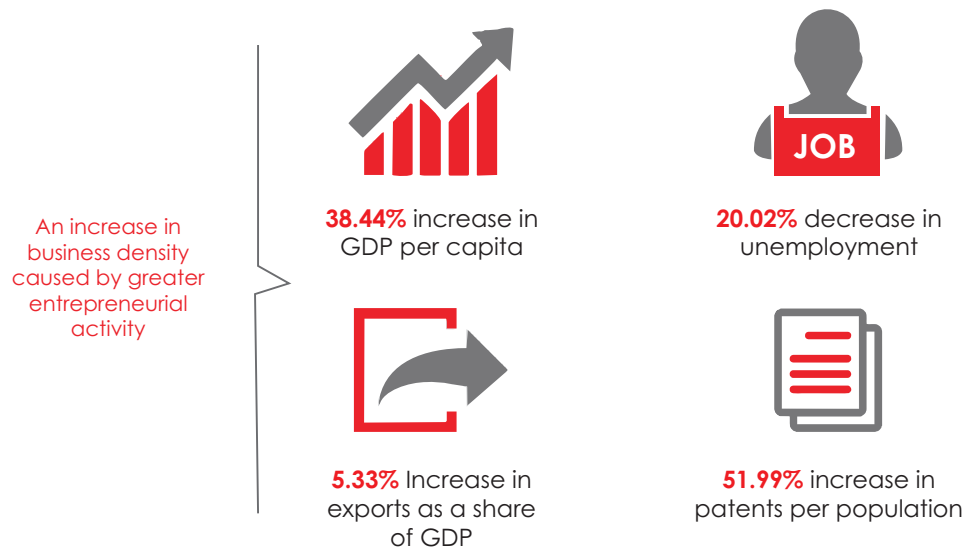 An increase in
business density
caused by greater
entrepreneurial
activity
38.44% increase in
GDP per capita
JOB
20.02% decrease in
unemployment
5.33% Increase in
exports as a share
of GDP
51.99% increase in
patents per population